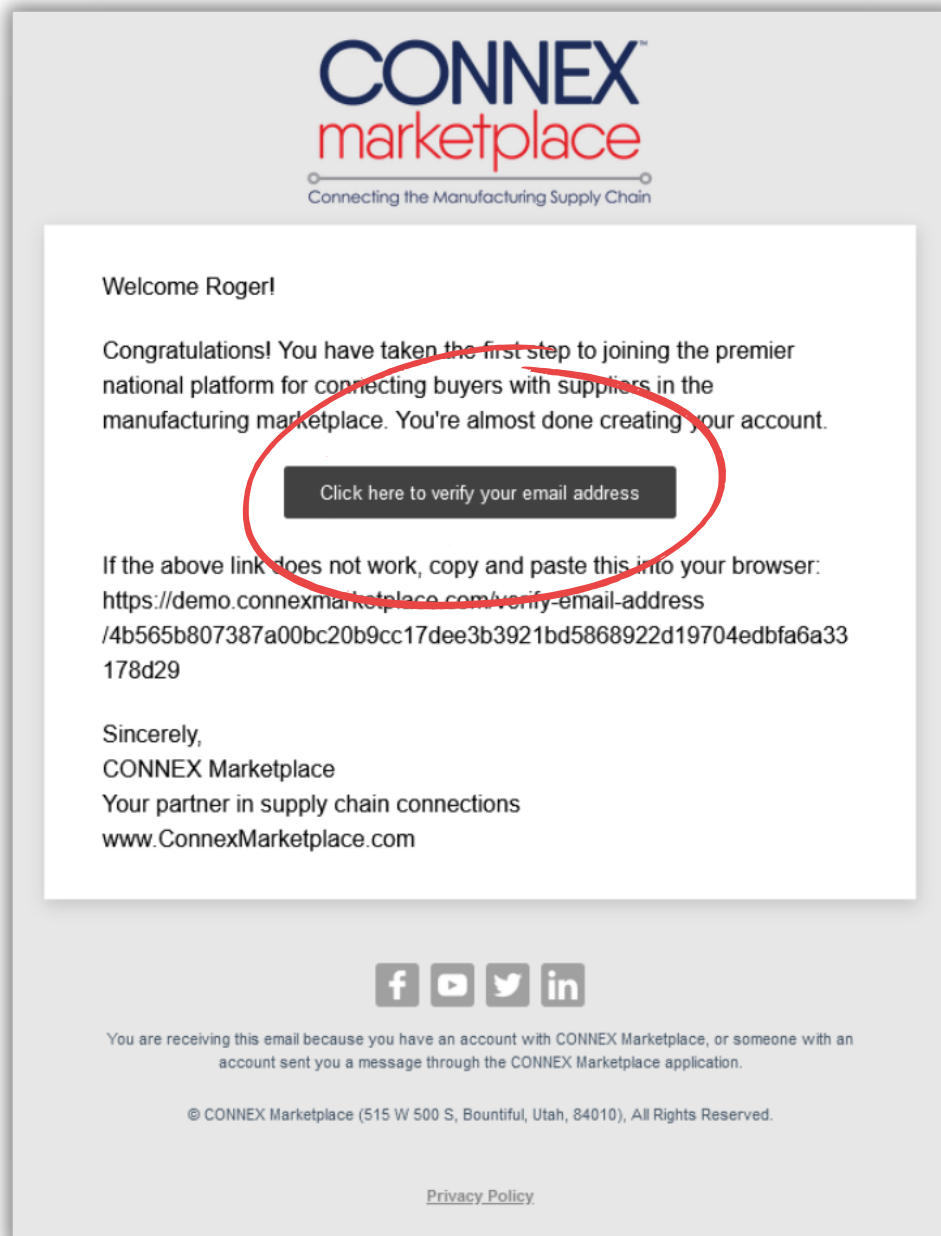 CONNEX™
marketplace
Connecting the Manufacturing Supply Chain
Welcome Roger!
Congratulations! You have taken the first step to joining the premier
national platform for connecting buyers with suppliers in the
manufacturing marketplace. You're almost done creating your account.
Click here to verify your email address
If the above link does not work, copy and paste this into your browser:
https://demo.connexmarketplace.com/verify-email-address
/4b565b807387a00bc20b9cc17dee3b3921bd5868922d19704edbfa6a33
178d29
Sincerely,
CONNEX Marketplace
Your partner in supply chain connections
www.ConnexMarketplace.com
You are receiving this email because you have an account with CONNEX Marketplace, or someone with an
account sent you a message through the CONNEX Marketplace application.
© CONNEX Marketplace (515 W 500 S, Bountiful, Utah, 84010), All Rights Reserved.
Privacy Policy